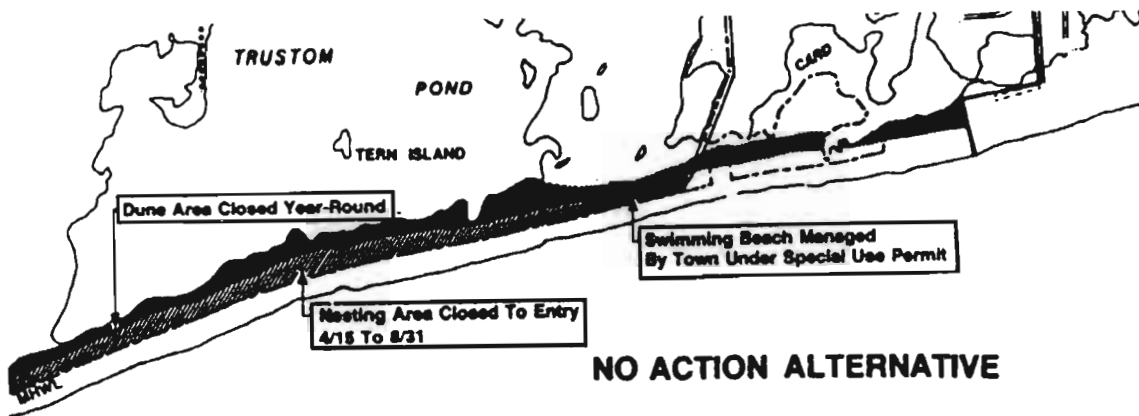 TRUSTOM
POND
CARD
TERN ISLAND
Dune Area Closed Year-Round
Swimming Beach Managed
By Town Under Special Use Permit
Nesting Area Closed To Entry
4/15 To 8/31
MHWL
NO ACTION ALTERNATIVE